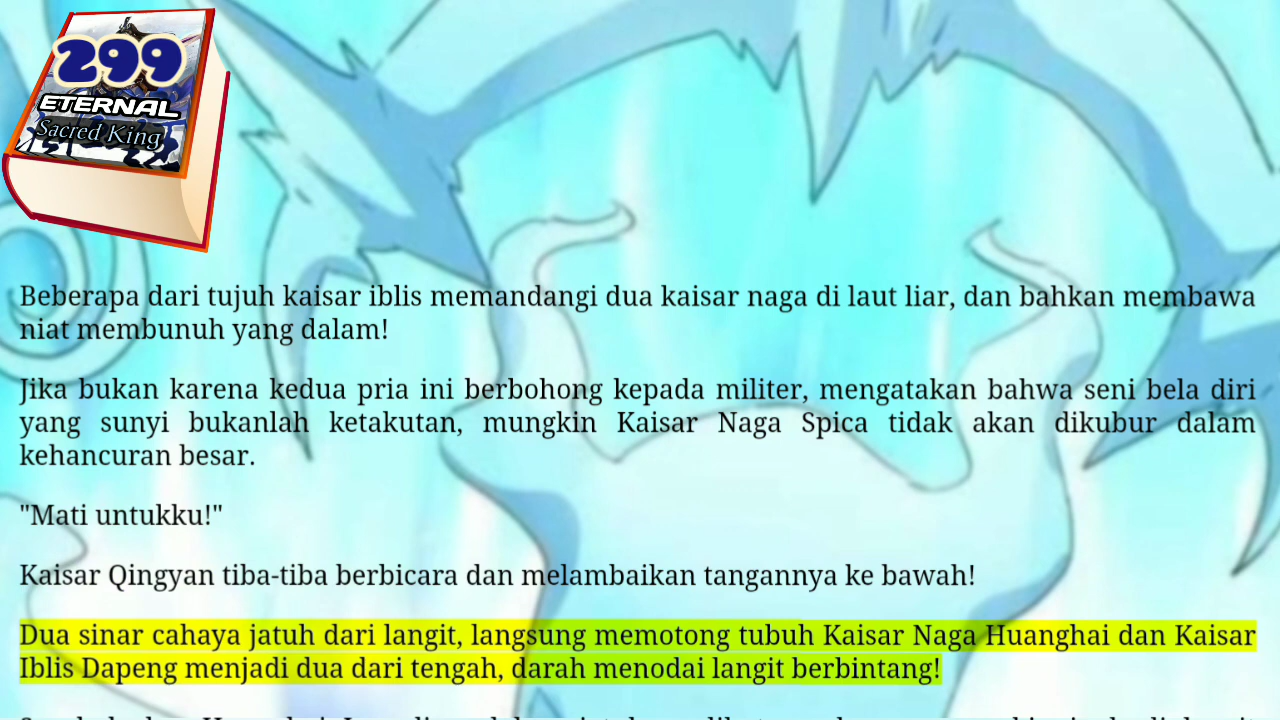 299
ETERNAL
Sacred King
Beberapa dari tujuh kaisar iblis memandangi dua kaisar naga di laut liar, dan bahkan membawa
niat membunuh yang dalam!
Jika bukan karena kedua pria ini berbohong kepada militer, mengatakan bahwa seni bela diri
yang sunyi bukanlah ketakutan, mungkin Kaisar Naga Spica tidak akan dikubur dalam
kehancuran besar.
"Mati untukku!"
Kaisar Qingyan tiba-tiba berbicara dan melambaikan tangannya ke bawah!
Dua sinar cahaya jatuh dari langit, langsung memotong tubuh Kaisar Naga Huanghai dan Kaisar
Iblis Dapeng menjadi dua dari tengah, darah menodai langit berbintang!